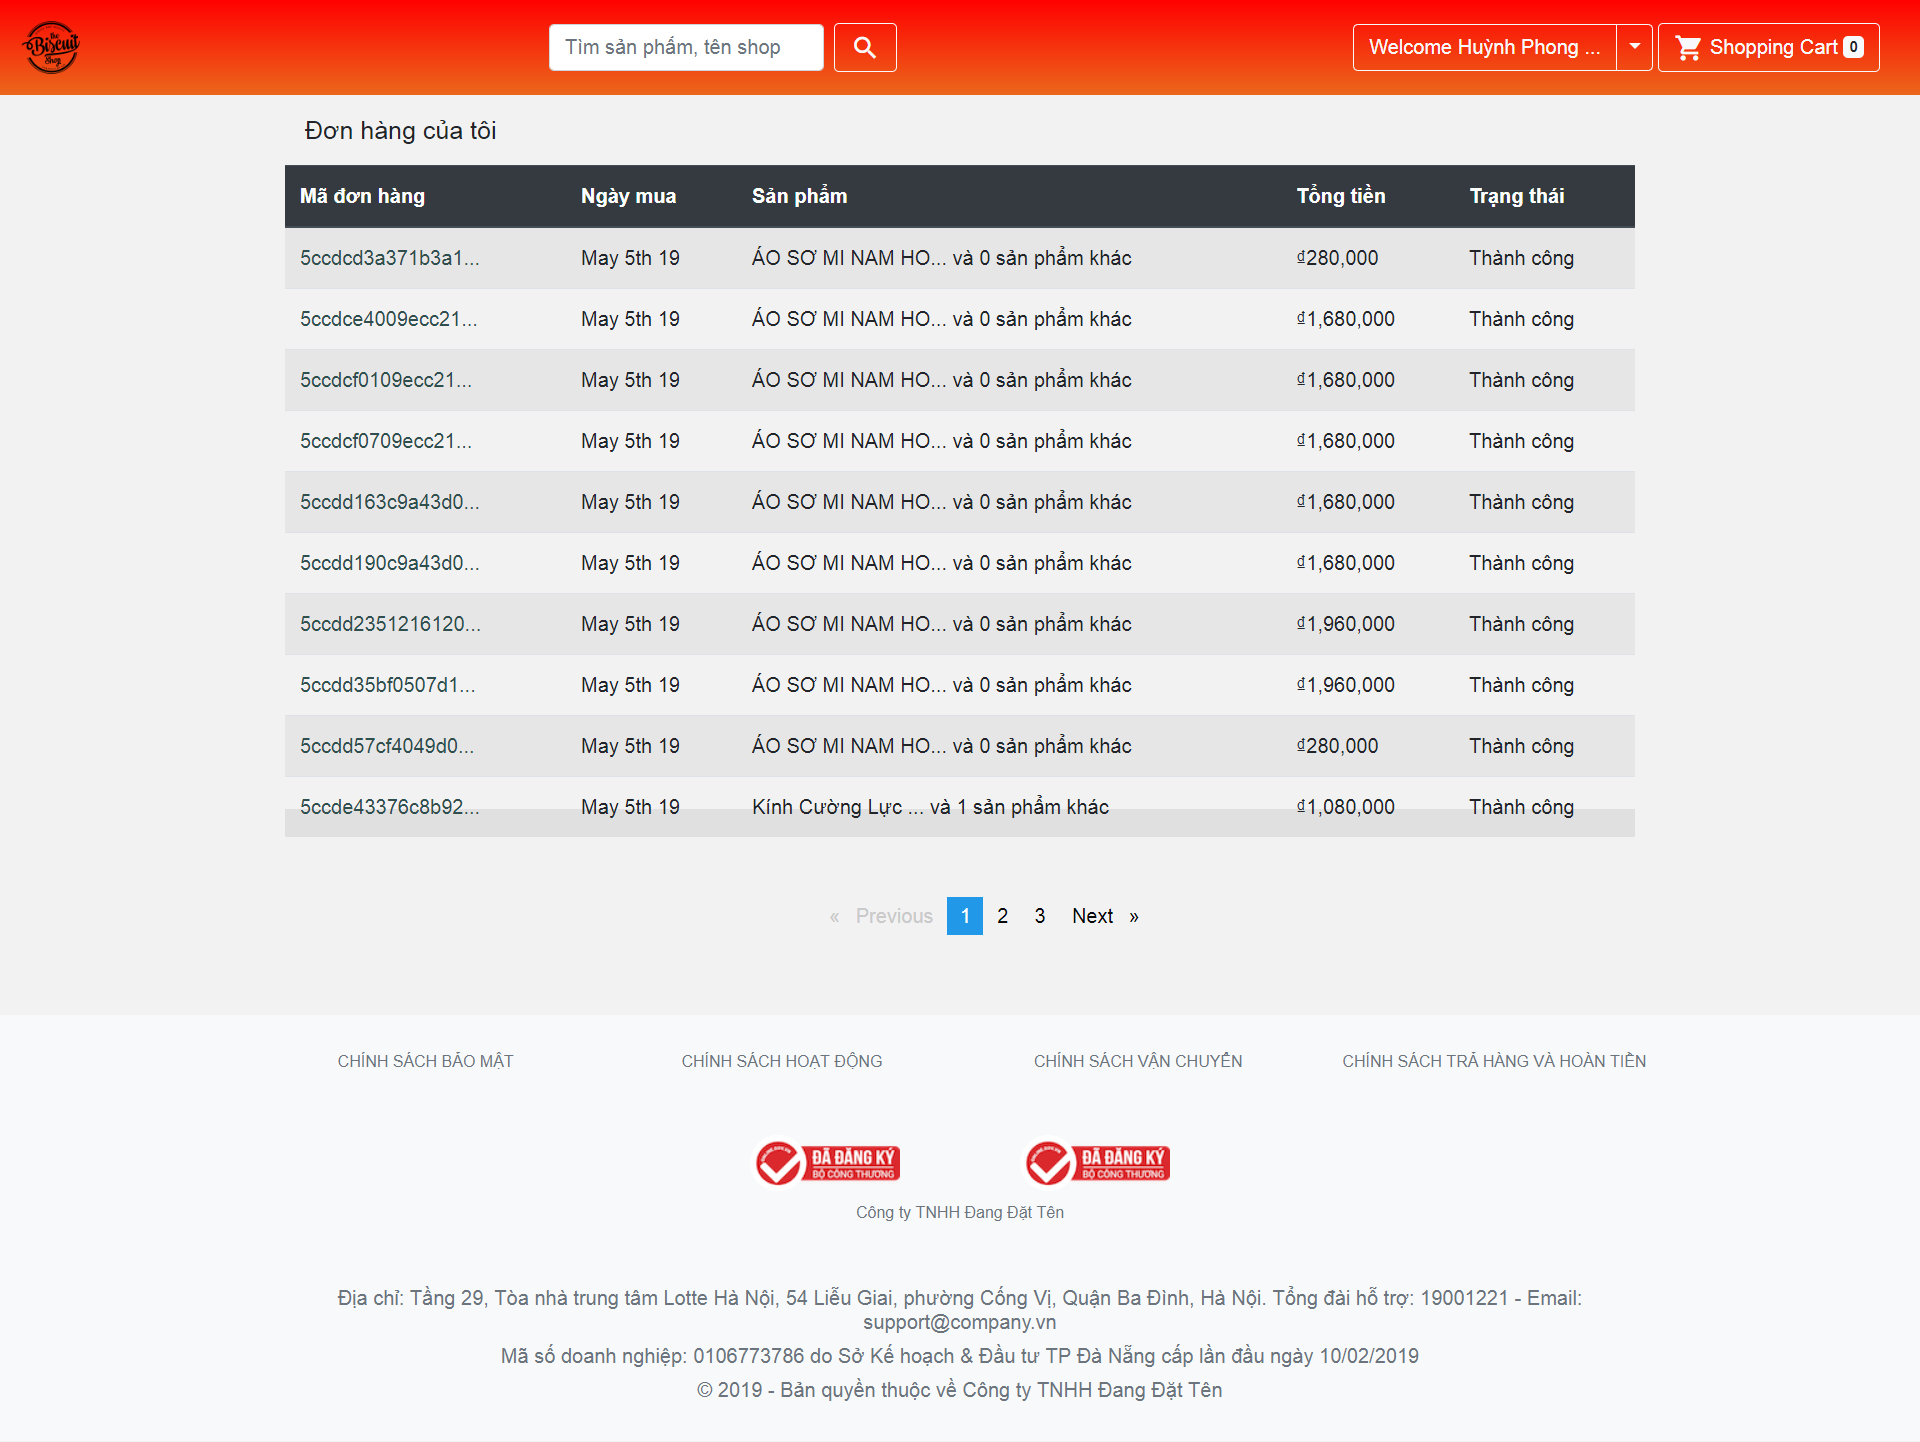 the
Biscuit
Shop
Tìm sản phẩm, tên shop
Welcome Huỳnh Phong ...
Shopping Cart 0
Đơn hàng của tôi
Mã đơn hàng Ngày mua Sản phẩm Tổng tiền Trạng thái
5ccdcd3a371b3a1... May 5th 19 ÁO SƠ MI NAM HO... và 0 sản phẩm khác ₫280,000 Thành công
5ccdce4009ecc21... May 5th 19 ÁO SƠ MI NAM HO... và 0 sản phẩm khác ₫1,680,000 Thành công
5ccdcf0109ecc21... May 5th 19 ÁO SƠ MI NAM HO... và 0 sản phẩm khác ₫1,680,000 Thành công
5ccdcf0709ecc21... May 5th 19 ÁO SƠ MI NAM HO... và 0 sản phẩm khác ₫1,680,000 Thành công
5ccdd163c9a43d0... May 5th 19 ÁO SƠ MI NAM HO... và 0 sản phẩm khác ₫1,680,000 Thành công
5ccdd190c9a43d0... May 5th 19 ÁO SƠ MI NAM HO... và 0 sản phẩm khác ₫1,680,000 Thành công
5ccdd2351216120... May 5th 19 ÁO SƠ MI NAM HO... và 0 sản phẩm khác ₫1,960,000 Thành công
5ccdd35bf0507d1... May 5th 19 ÁO SƠ MI NAM HO... và 0 sản phẩm khác ₫1,960,000 Thành công
5ccdd57cf4049d0... May 5th 19 ÁO SƠ MI NAM HO... và 0 sản phẩm khác ₫280,000 Thành công
5ccde43376c8b92... May 5th 19 Kính Cường Lực ... và 1 sản phẩm khác ₫1,080,000 Thành công
« Previous 1 2 3 Next »
CHÍNH SÁCH BẢO MẬT CHÍNH SÁCH HOẠT ĐỘNG CHÍNH SÁCH VẬN CHUYỂN CHÍNH SÁCH TRẢ HÀNG VÀ HOÀN TIỀN
ĐÃ ĐĂNG KÝ
BỘ CÔNG THƯƠNG
ĐÃ ĐĂNG KÝ
BỘ CÔNG THƯƠNG
Công ty TNHH Đang Đặt Tên
Địa chỉ: Tầng 29, Tòa nhà trung tâm Lotte Hà Nội, 54 Liễu Giai, phường Cống Vị, Quận Ba Đình, Hà Nội. Tổng đài hỗ trợ: 19001221 - Email:
support@company.vn
Mã số doanh nghiệp: 0106773786 do Sở Kế hoạch & Đầu tư TP Đà Nẵng cấp lần đầu ngày 10/02/2019
© 2019 - Bản quyền thuộc về Công ty TNHH Đang Đặt Tên